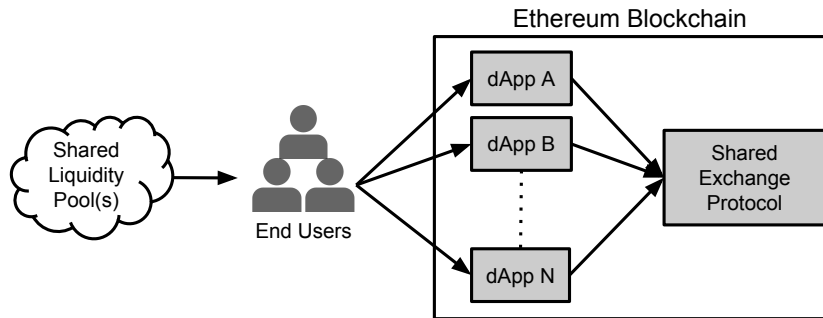 Ethereum Blockchain
Shared
Liquidity
Pool(s)
End Users
dApp A
dApp B
dApp N
Shared
Exchange
Protocol